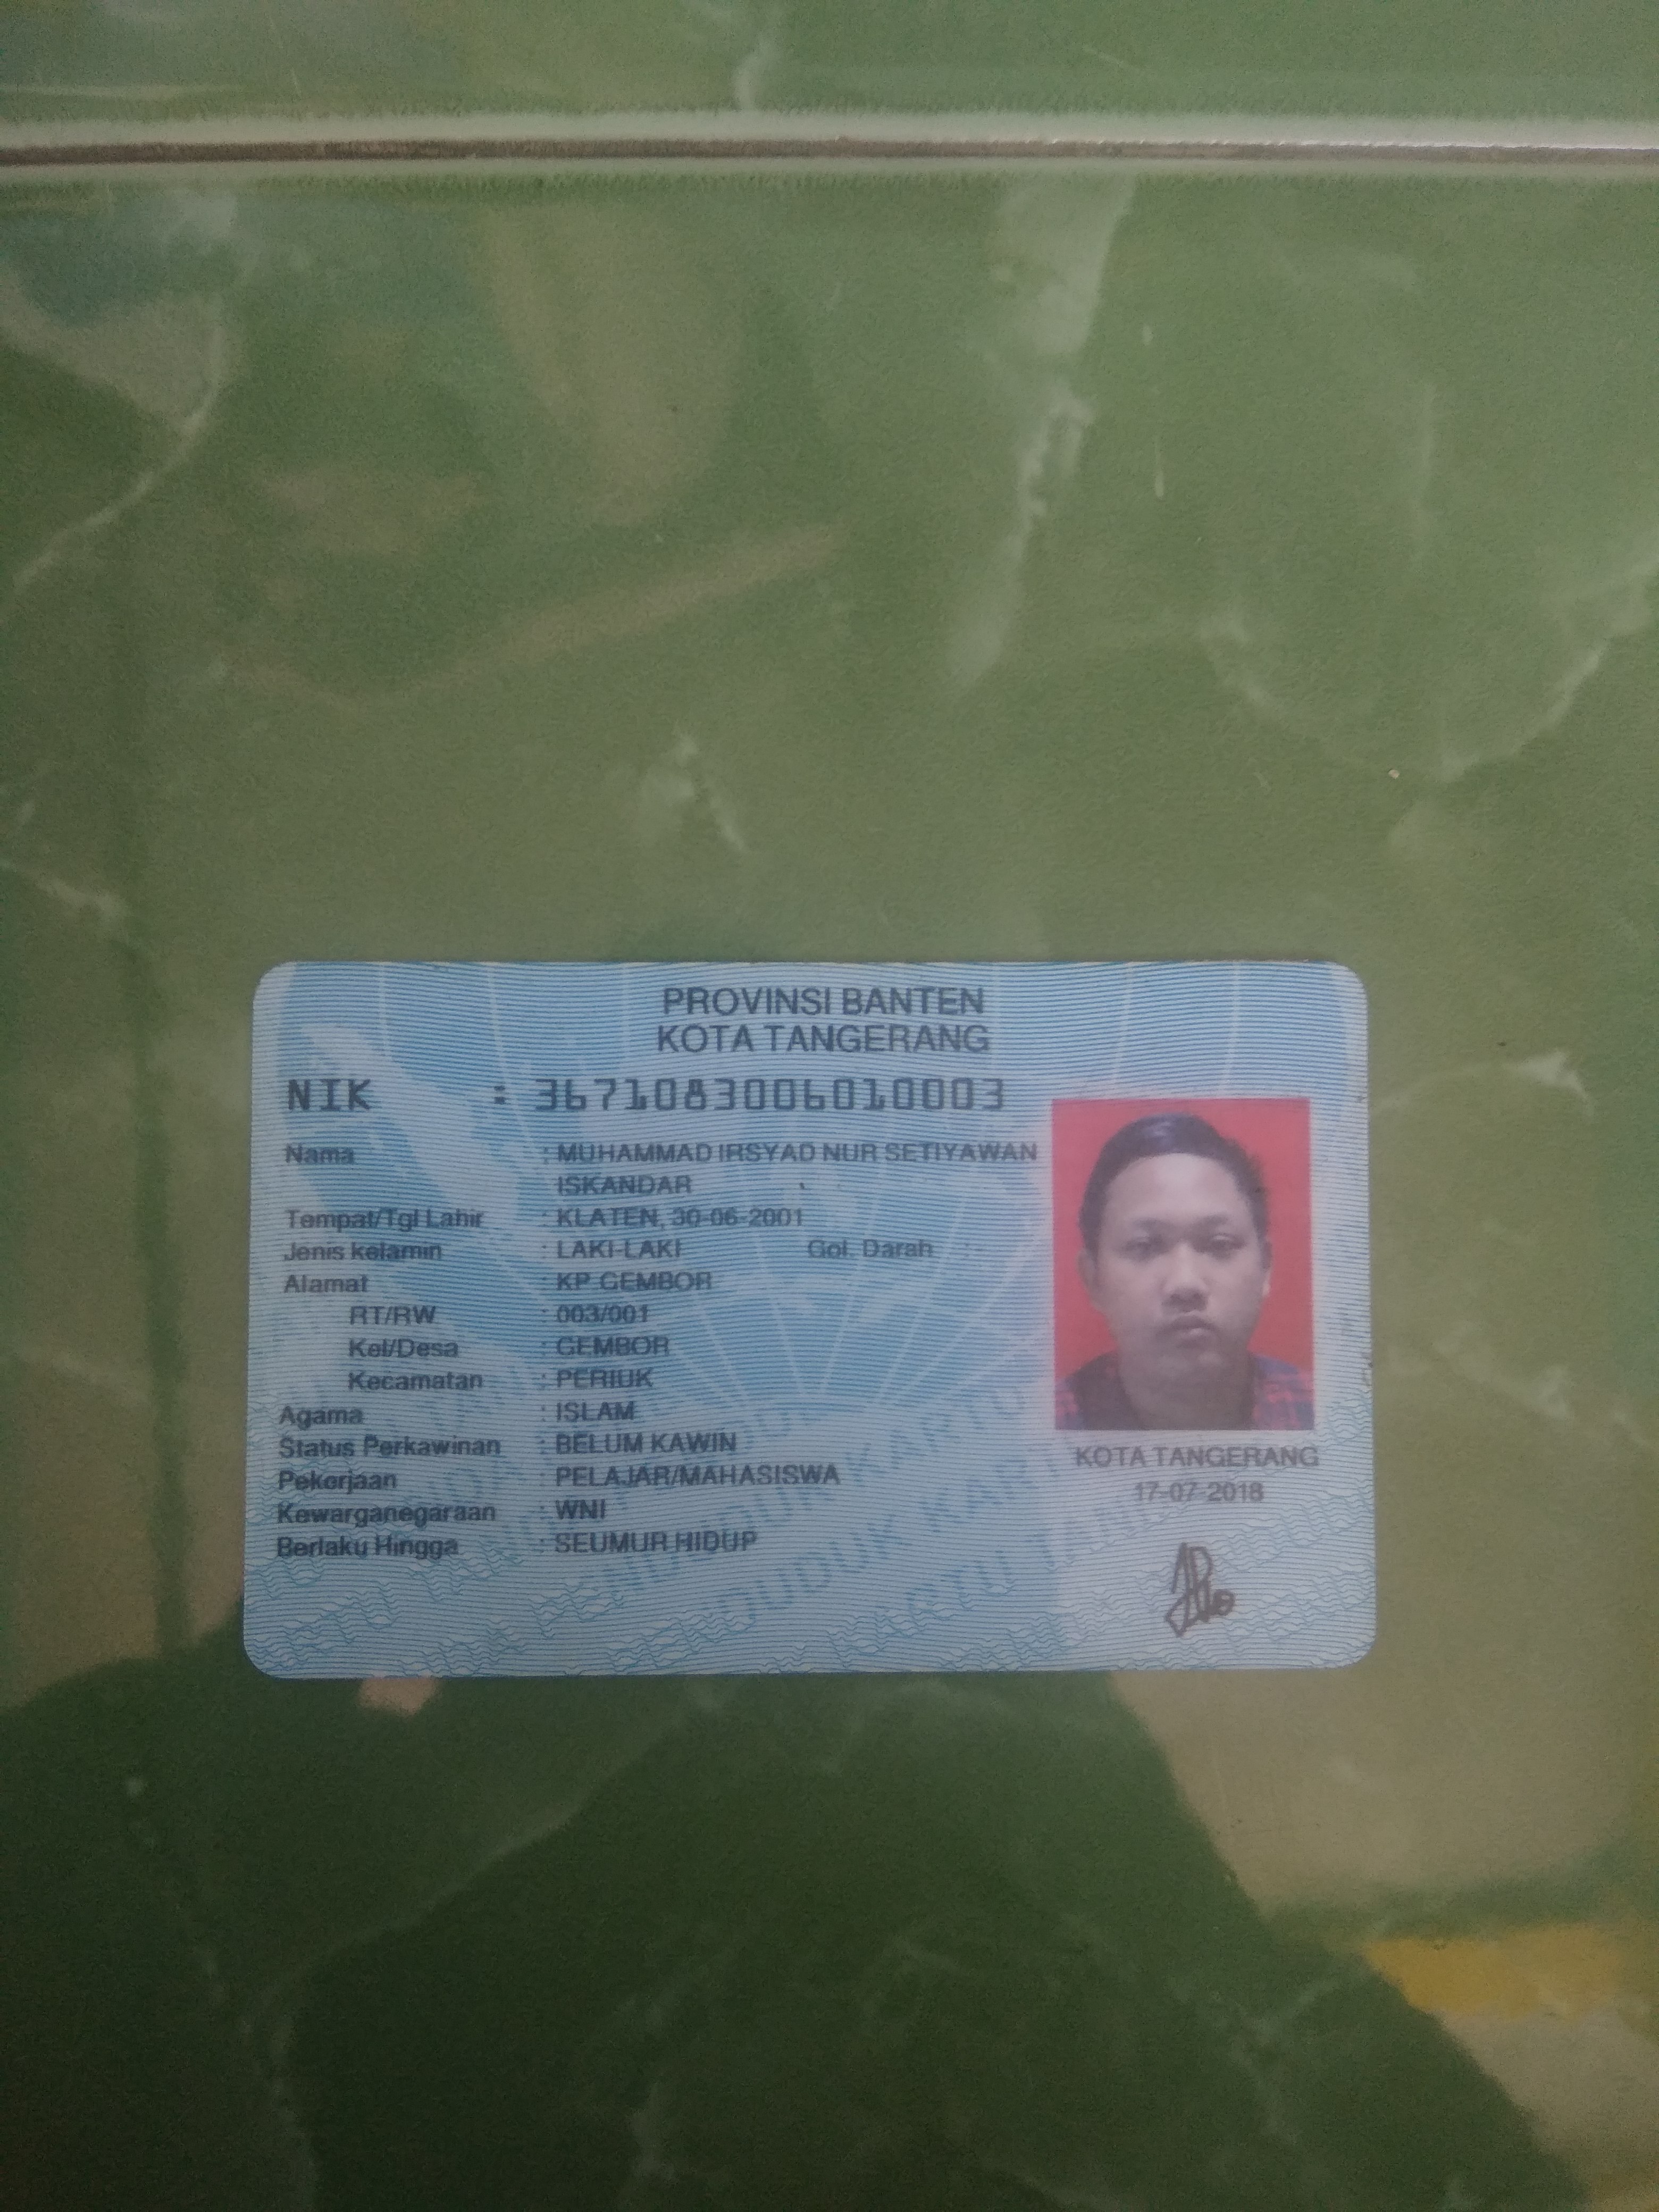 PROVINSI BANTEN
KOTA TANGERANG
NIK : 3671083006010003
Nama : MUHAMMAD IRSYAD NUR SETIYAWAN
ISKANDAR
Tempat/Tgl Lahir : KLATEN, 30-06-2001
Jenis kelamin : LAKI-LAKI Gol. Darah : -
Alamat : KP GEMBOR
RT/RW : 003/001
Kel/Desa : GEMBOR
Kecamatan : PERIUK
Agama : ISLAM
Status Perkawinan : BELUM KAWIN
Pekerjaan : PELAJAR/MAHASISWA
Kewarganegaraan : WNI
Berlaku Hingga : SEUMUR HIDUP
KOTA TANGERANG
17-07-2018